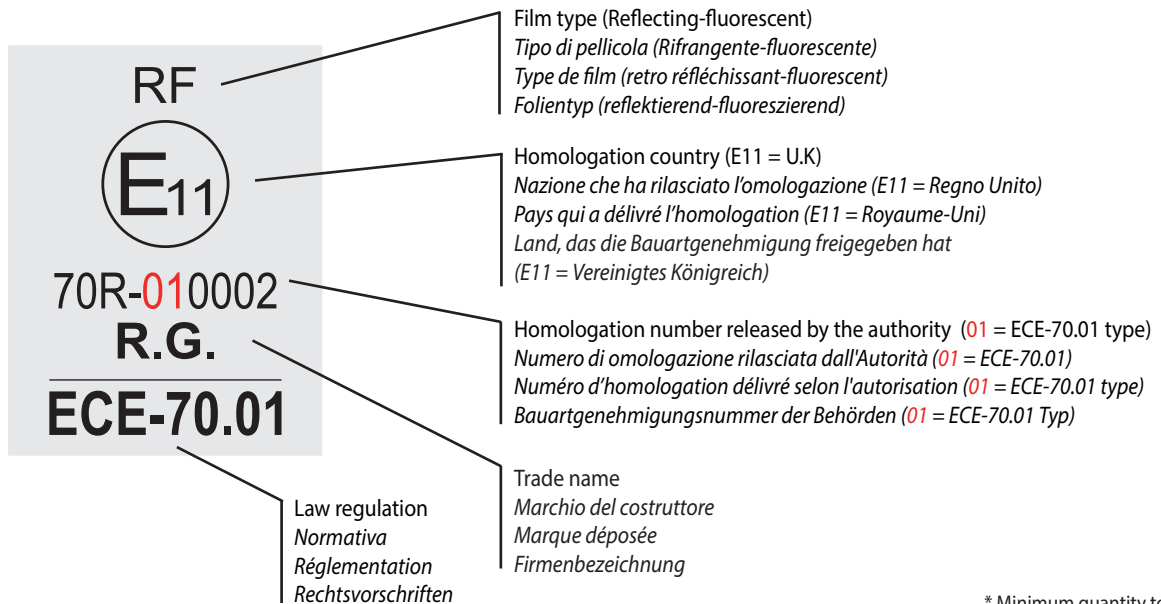 RF
E11
70R-010002
R.G.
ECE-70.01
Film type (Reflecting-fluorescent)
Tipo di pellicola (Rifrangente-fluorescente)
Type de film (retro réfléchissant-fluorescent)
Folientyp (reflektierend-fluoreszierend)
Homologation country (E11 = U.K)
Nazione che ha rilasciato l'omologazione (E11 = Regno Unito)
Pays qui a délivré l'homologation (E11 = Royaume-Uni)
Land, das die Bauartgenehmigung freigegeben hat
(E11 = Vereinigtes Königreich)
Homologation number released by the authority (01 = ECE-70.01 type)
Numero di omologazione rilasciata dall'Autorità (01 = ECE-70.01)
Numéro d'homologation délivré selon l'autorisation (01 = ECE-70.01 type)
Bauartgenehmigungsnummer der Behörden (01 = ECE-70.01 Typ)
Trade name
Marchio del costruttore
Marque déposée
Firmenbezeichnung
Law regulation
Normativa
Réglementation
Rechtsvorschriften
* Minimum quantity to